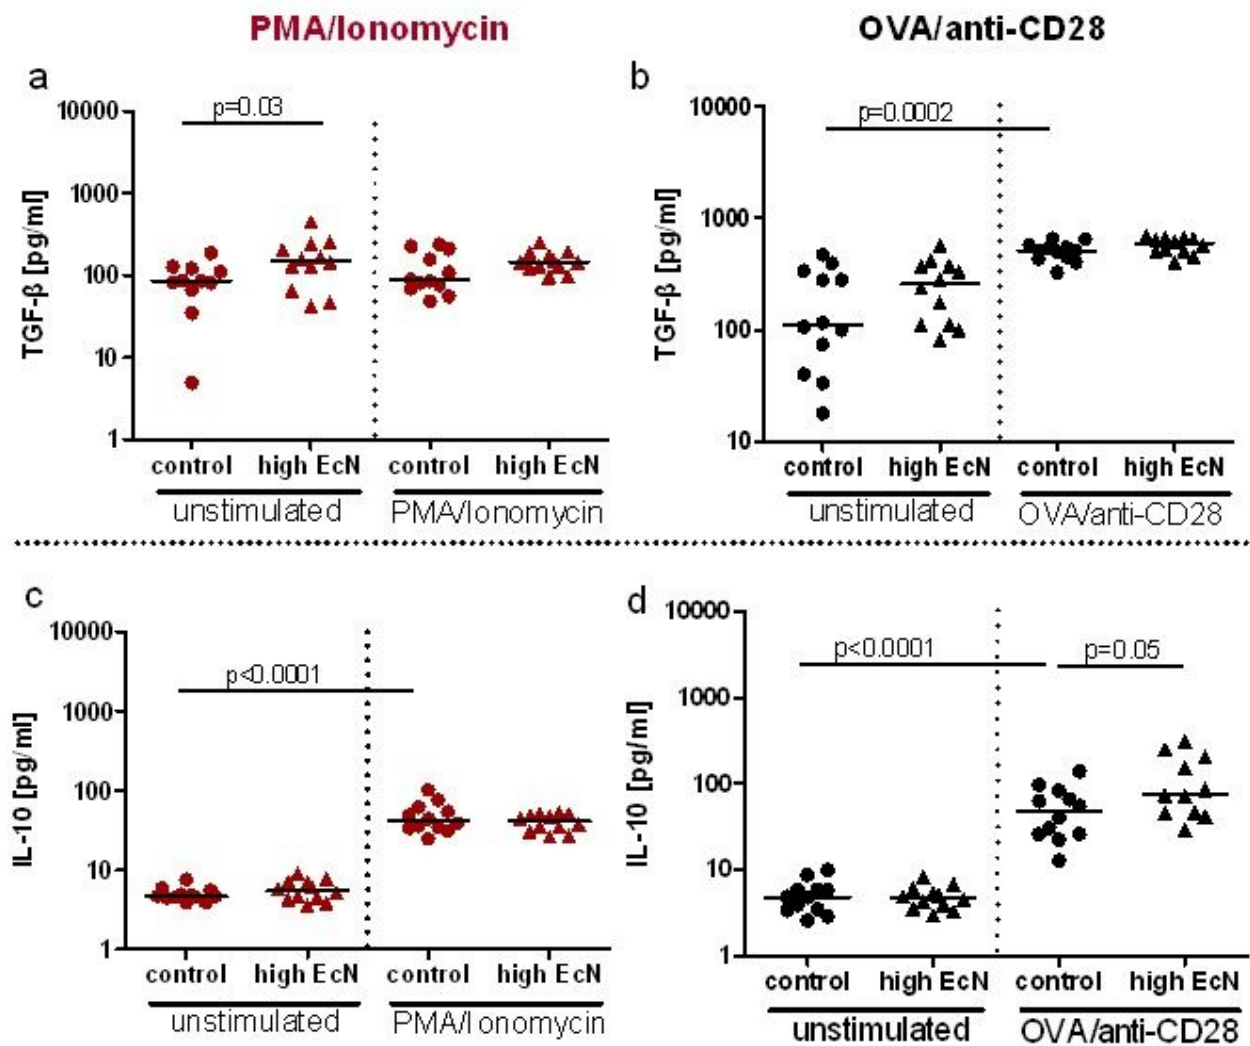 PMA/Ionomycin
OVA/anti-CD28
a
TGF-β [pg/ml]
10000
1000
100
10
1
p=0.03
control
high EcN
control
high EcN
unstimulated
PMA/Ionomycin
b
TGF-β [pg/ml]
10000
1000
100
10
p=0.0002
control
high EcN
control
high EcN
unstimulated
OVA/anti-CD28
c
IL-10 [pg/ml]
10000
1000
100
10
1
p<0.0001
control
high EcN
control
high EcN
unstimulated
PMA/Ionomycin
d
IL-10 [pg/ml]
10000
1000
100
10
1
p<0.0001
p=0.05
control
high EcN
control
high EcN
unstimulated
OVA/anti-CD28